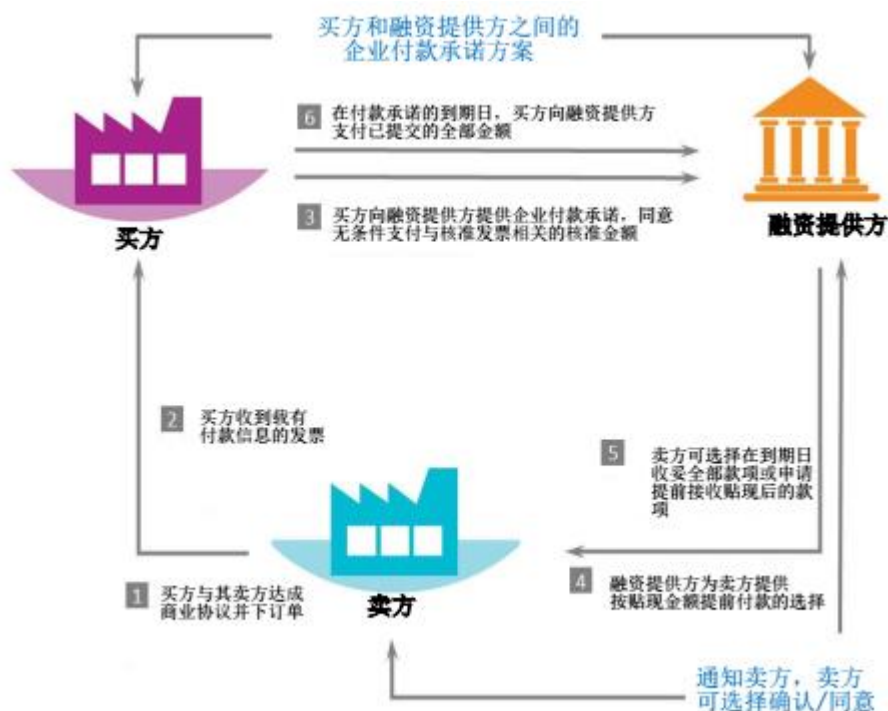 买方和融资提供方之间的
企业付款承诺方案
6 在付款承诺的到期日，买方向融资提供方
支付已提交的全部金额
3 买方向融资提供方提供企业付款承诺，同意
无条件支付与核准发票相关的核准金额
买方
融资提供方
2 买方收到载有
付款信息的发票
5 卖方可选择在到期日
收妥全部款项或申请
提前接收贴现后的款
项
1 买方与其卖方达成
商业协议并下订单
卖方
4 融资提供方为卖方提供
按贴现金额提前付款的选择
通知卖方，卖方
可选择确认/同意